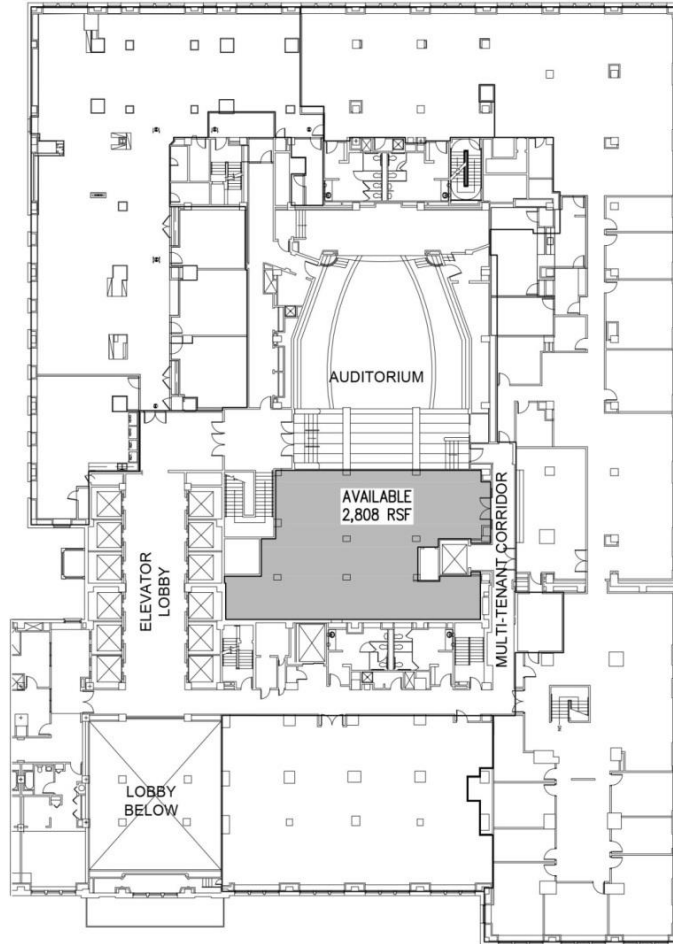 AUDITORIUM
AVAILABLE
2,808 RSF
ELEVATOR
LOBBY
MULTI-TENANT CORRIDOR
LOBBY
BELOW